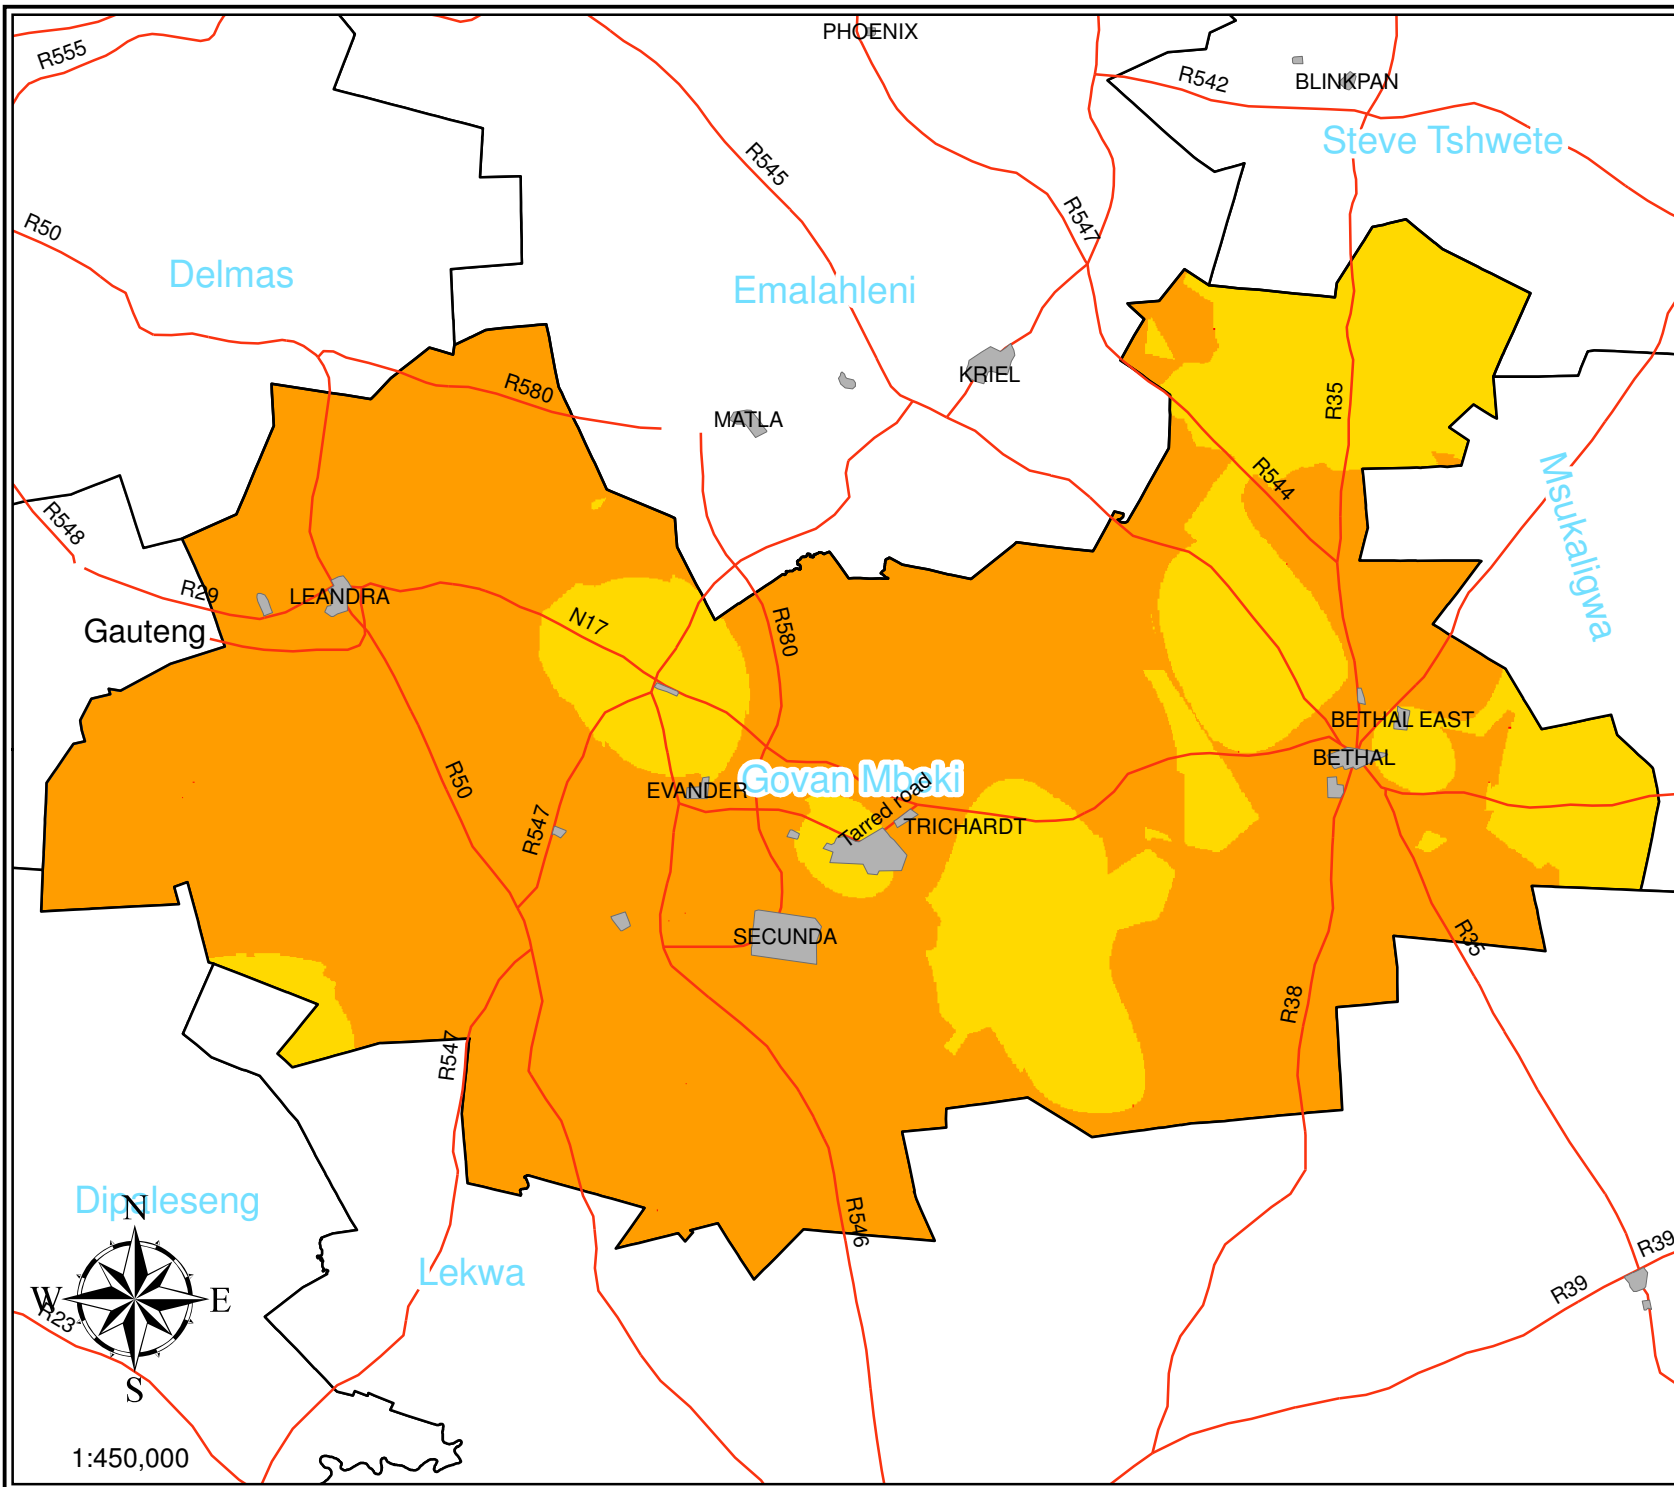 PHOENIX
R555
R542
BLINKPAN
Steve Tshwete
R545
R547
R50
Delmas
Emalahleni
KRIEL
R580
R35
MATLA
R544
Msukaligwa
R548
R29
LEANDRA
N17
Gauteng
R580
BETHAL EAST
BETHAL
R50
EVANDER
Govan Mbeki
Tarred road
TRICHARDT
R547
SECUNDA
R35
R38
R547
Dipaleseng
N
R546
Lekwa
R39
R39
W
E
R23
S
1:450,000